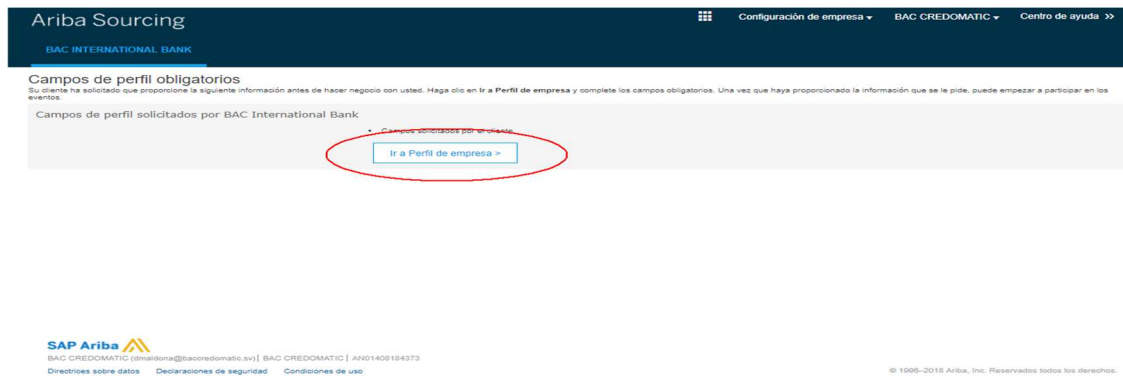 Ariba Sourcing
Configuración de empresa
BAC CREDOMATIC
Centro de ayuda >>
BAC INTERNATIONAL BANK
Campos de perfil obligatorios
Su cliente ha solicitado que proporcione la siguiente información antes de hacer negocio con usted. Haga clic en Ir a Perfil de empresa y complete los campos obligatorios. Una vez que haya proporcionado la información que se le pide, puede empezar a participar en los
eventos.
Campos de perfil solicitados por BAC International Bank
• Campos solicitados por el cliente
Ir a Perfil de empresa >
SAP Ariba
BAC CREDOMATIC (dmaldona@baccredomatic.sv)| BAC CREDOMATIC | AN01408184373
Directrices sobre datos Declaraciones de seguridad Condiciones de uso
© 1996–2018 Ariba, Inc. Reservados todos los derechos.